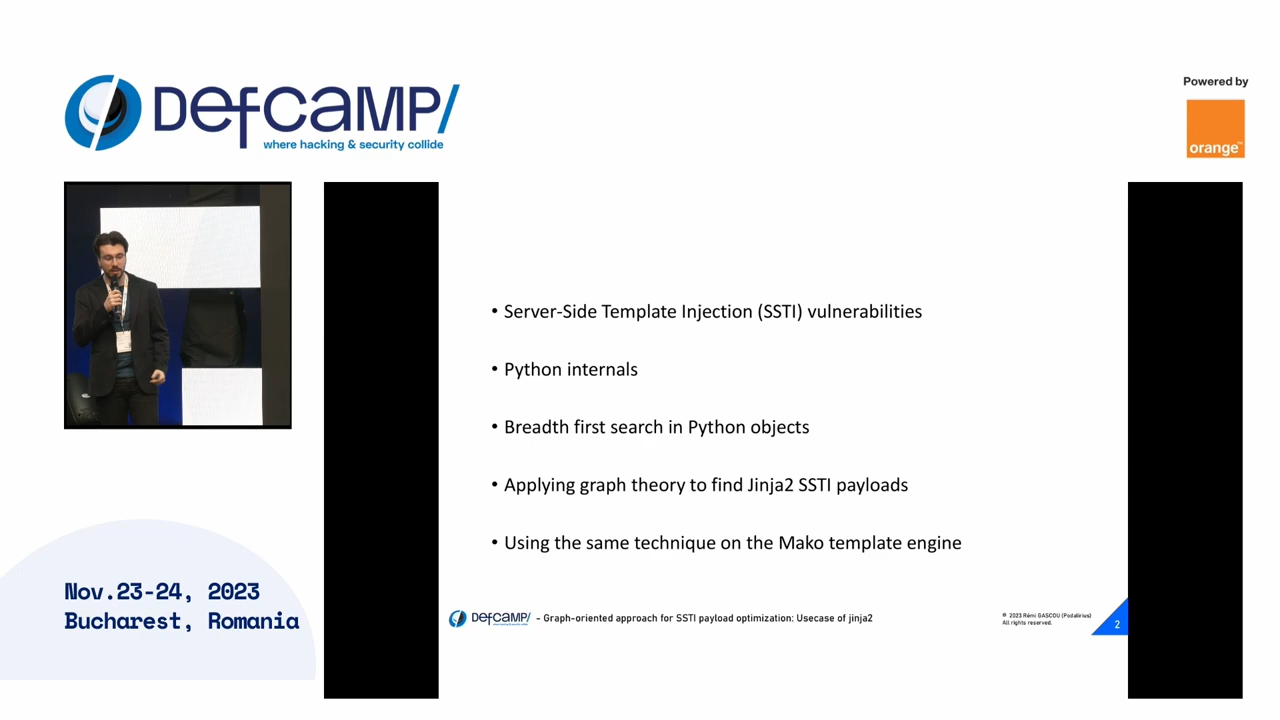 DefCamp/
where hacking & security collide
Powered by
orange™
• Server-Side Template Injection (SSTI) vulnerabilities
• Python internals
• Breadth first search in Python objects
• Applying graph theory to find Jinja2 SSTI payloads
• Using the same technique on the Mako template engine
Nov.23-24, 2023
Bucharest, Romania
DefCamp/ - Graph-oriented approach for SSTI payload optimization: Usecase of jinja2
© 2023 Rémi GASCOU (Podalirius)
All rights reserved.
2